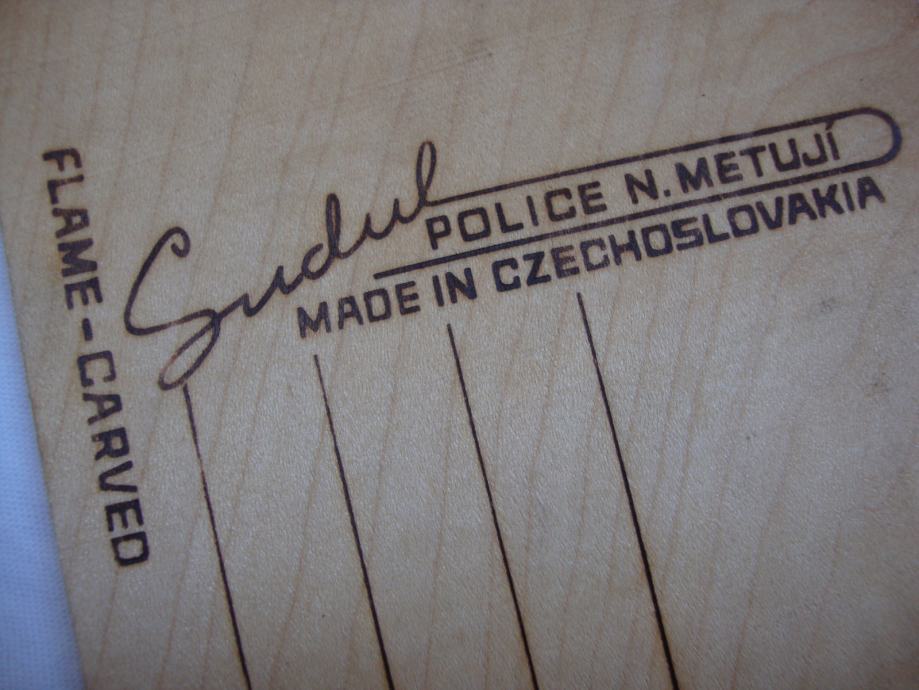 FLAME-CARVED
Sudul
POLICE N.METUJÍ
MADE IN CZECHOSLOVAKIA